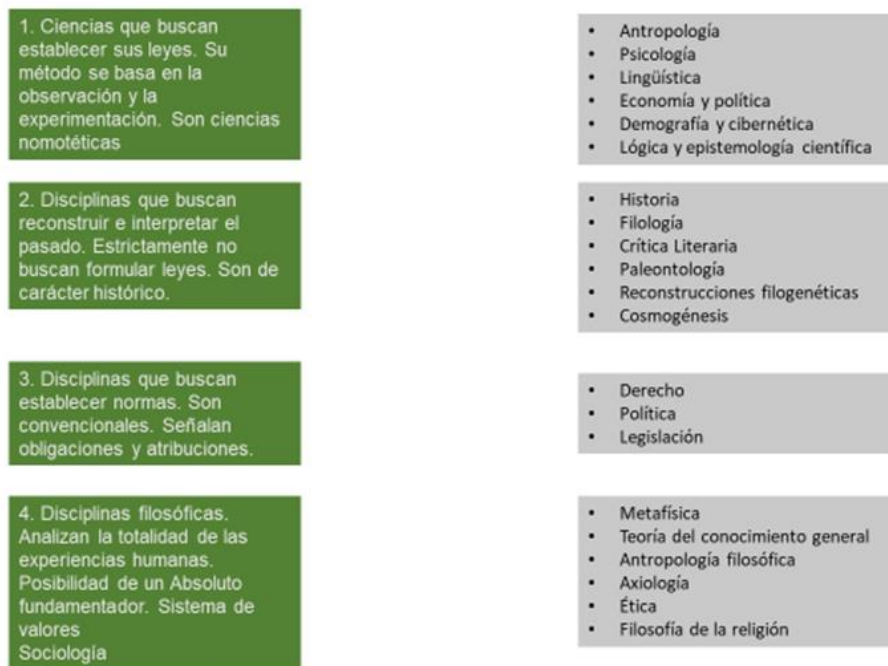 1. Ciencias que buscan
establecer sus leyes. Su
método se basa en la
observación y la
experimentación. Son ciencias
nomotéticas
• Antropología
• Psicología
• Lingüística
• Economía y política
• Demografía y cibernética
• Lógica y epistemología científica
2. Disciplinas que buscan
reconstruir e interpretar el
pasado. Estrictamente no
buscan formular leyes. Son de
carácter histórico.
• Historia
• Filología
• Crítica Literaria
• Paleontología
• Reconstrucciones filogenéticas
• Cosmogénesis
3. Disciplinas que buscan
establecer normas. Son
convencionales. Señalan
obligaciones y atribuciones.
• Derecho
• Política
• Legislación
4. Disciplinas filosóficas.
Analizan la totalidad de las
experiencias humanas.
Posibilidad de un Absoluto
fundamentador. Sistema de
valores
Sociología
• Metafísica
• Teoría del conocimiento general
• Antropología filosófica
• Axiología
• Ética
• Filosofía de la religión